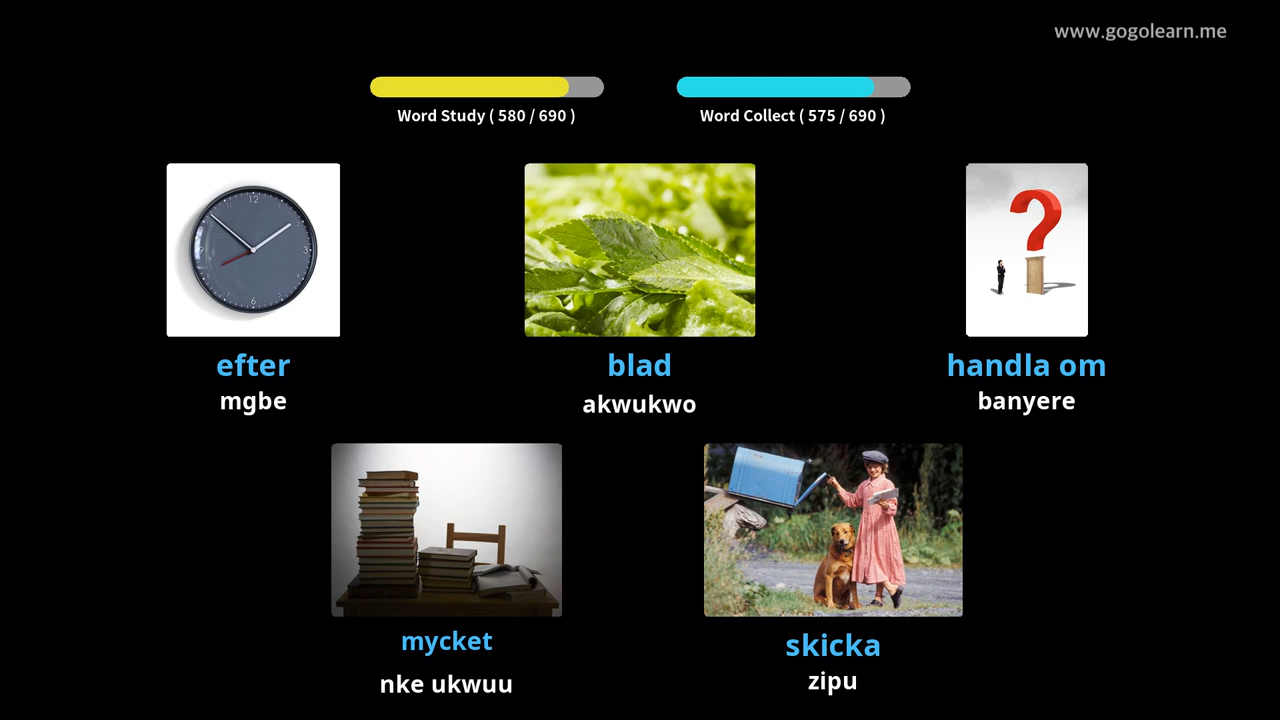 www.gogolearn.me
Word Study ( 580 / 690 )
Word Collect ( 575 / 690 )
efter
mgbe
blad
akwukwo
handla om
banyere
mycket
nke ukwuu
skicka
zipu